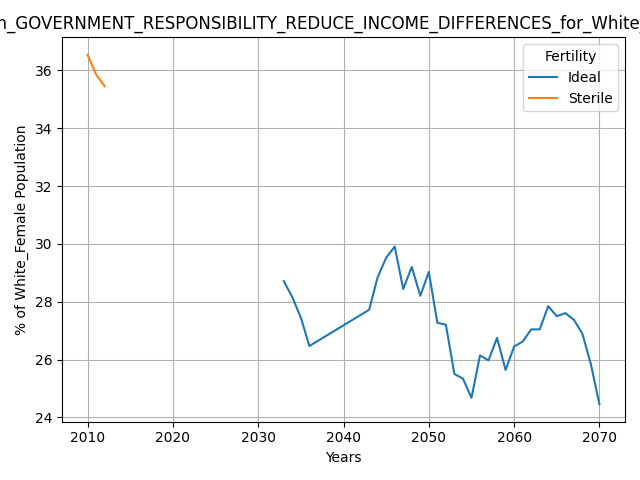 n_GOVERNMENT_RESPONSIBILITY_REDUCE_INCOME_DIFFERENCES_for_White_
Fertility
Ideal
Sterile
% of White_Female Population
36
34
32
30
28
26
24
2010 2020 2030 2040 2050 2060 2070
Years